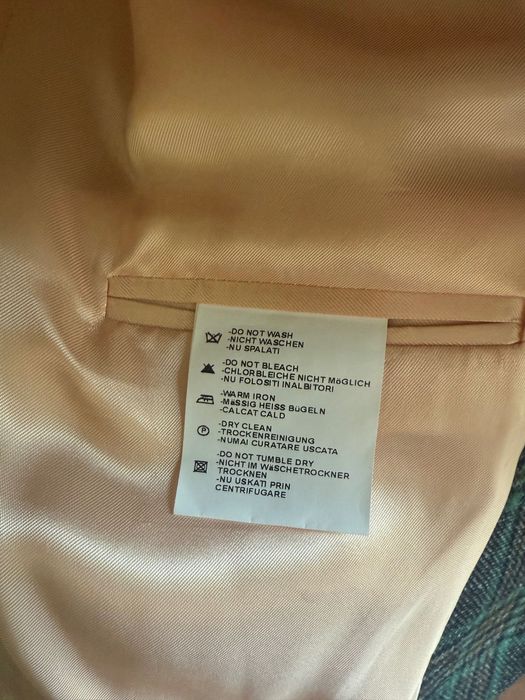 -DO NOT WASH
-NICHT WASCHEN
-NU SPALATI
-DO NOT BLEACH
-CHLORBLEICHE NICHT MöGLICH
-NU FOLOSITI INALBITORI
-WARM IRON
-MäSSIG HEISS BüGELN
-CALCAT CALD
P
-DRY CLEAN
-TROCKENREINIGUNG
-NUMAI CURATARE USCATA
-DO NOT TUMBLE DRY
-NICHT IM WäSCHETROCKNER
TROCKNEN
-NU USKATI PRIN
CENTRIFUGARE